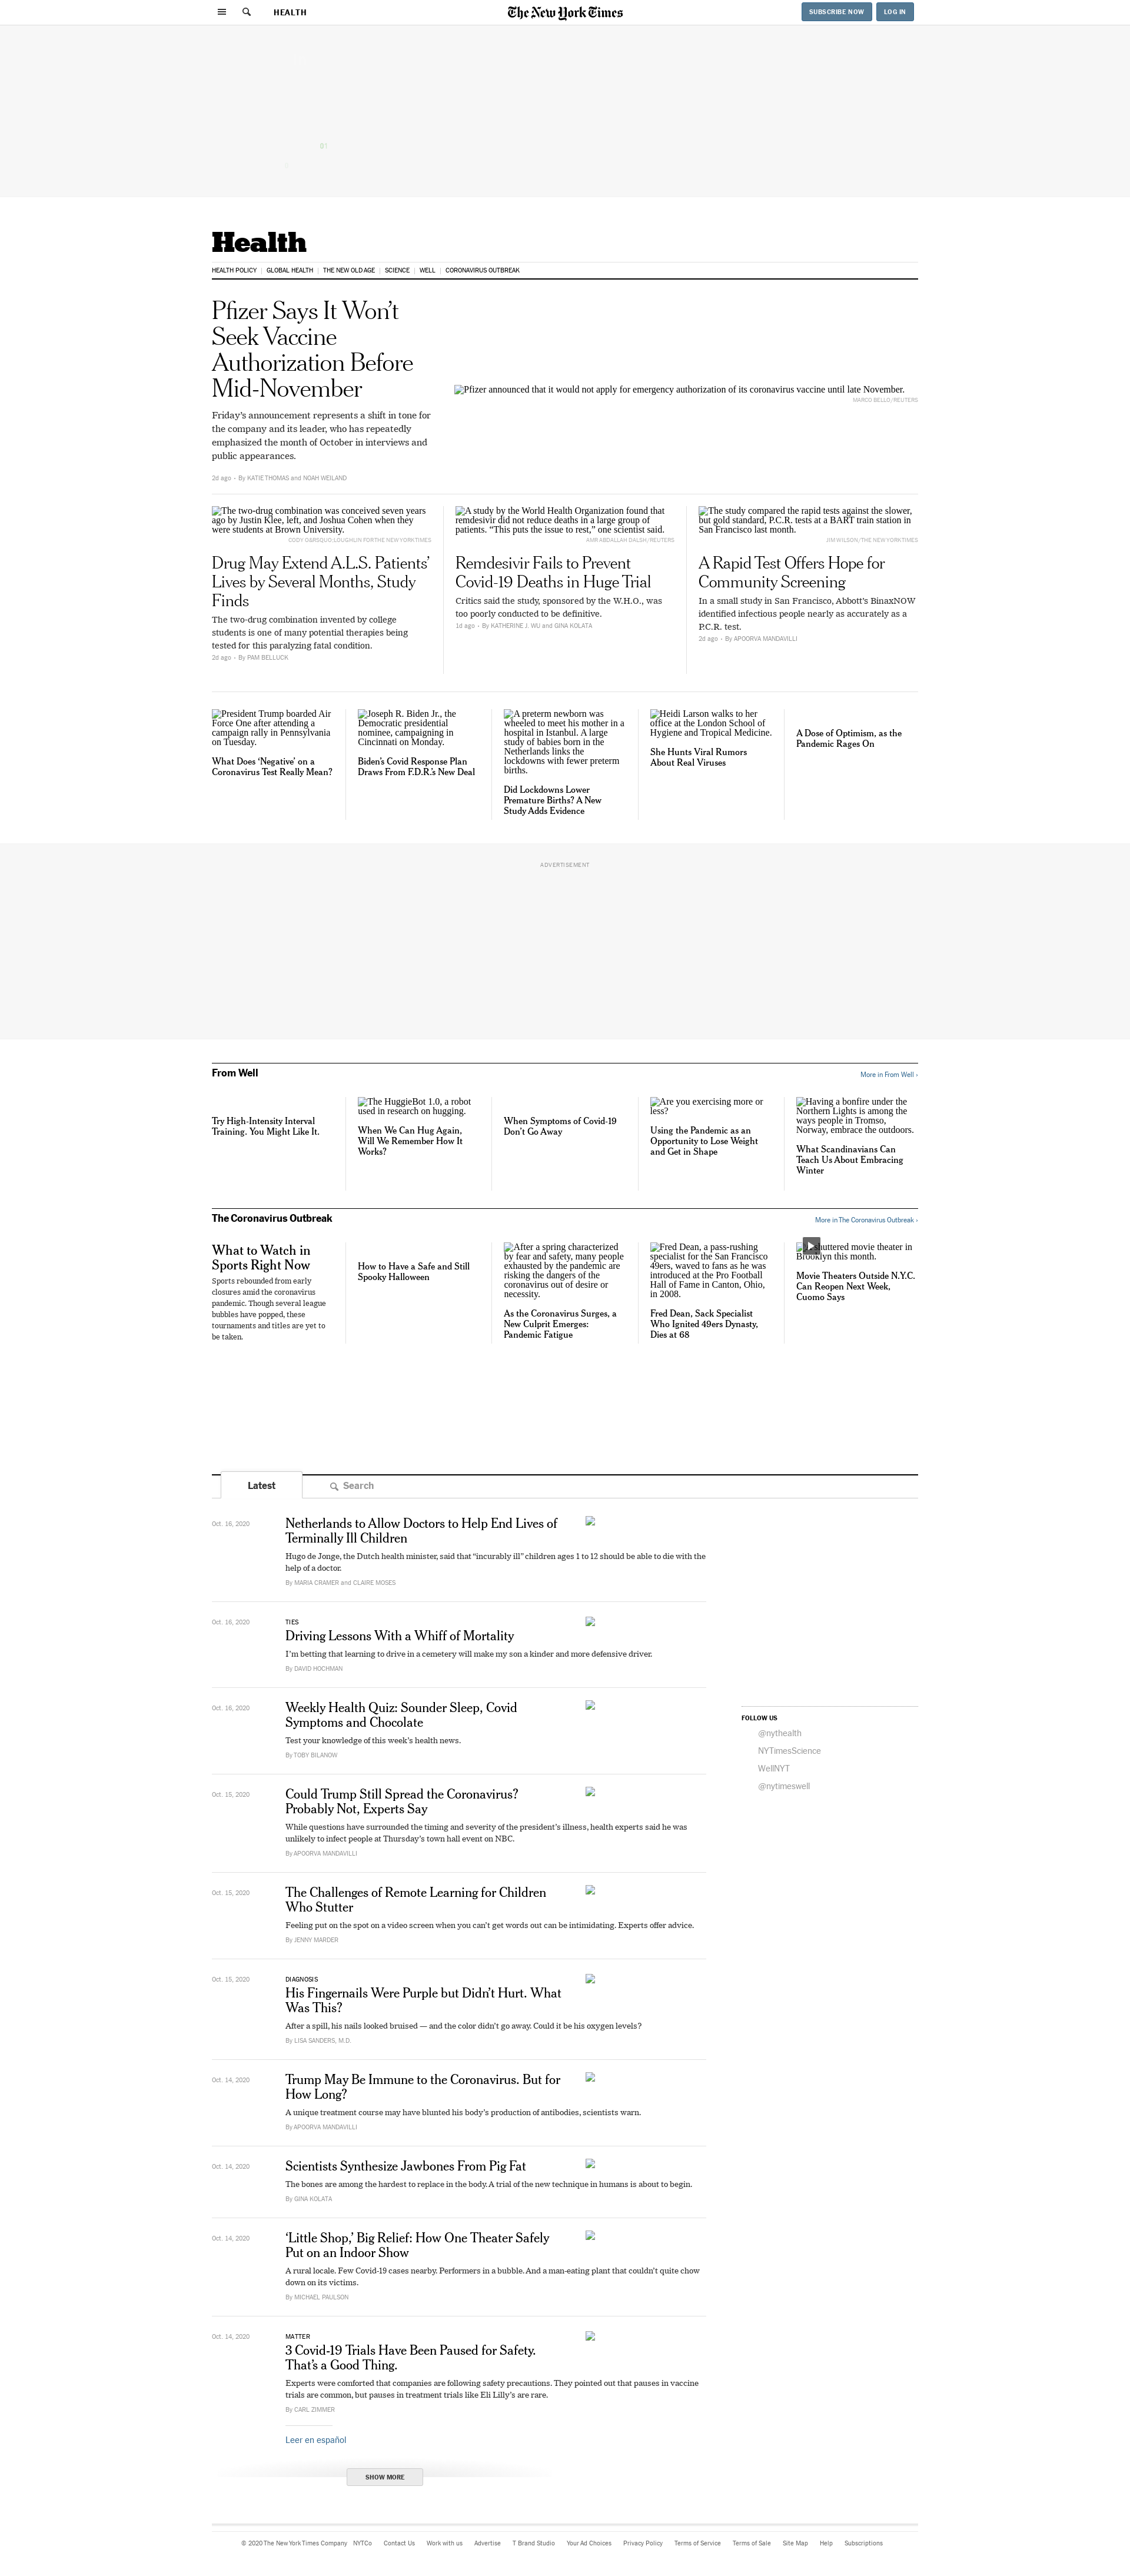 HEALTH
The New York Times
SUBSCRIBE NOW
LOG IN
Health
HEALTH POLICY
GLOBAL HEALTH
THE NEW OLD AGE
SCIENCE
WELL
CORONAVIRUS OUTBREAK
Pfizer Says It Won’t
Seek Vaccine
Authorization Before
Mid-November
Friday’s announcement represents a shift in tone for
the company and its leader, who has repeatedly
emphasized the month of October in interviews and
public appearances.
2d ago - By KATIE THOMAS and NOAH WEILAND
Pfizer announced that it would not apply for emergency authorization of its coronavirus vaccine until late November.
MARCO BELLO/REUTERS
The two-drug combination was conceived seven years
ago by Justin Klee, left, and Joshua Cohen when they
were students at Brown University.
CODY O&RSQUO;LOUGHLIN FOR THE NEW YORK TIMES
Drug May Extend A.L.S. Patients’
Lives by Several Months, Study
Finds
The two-drug combination invented by college
students is one of many potential therapies being
tested for this paralyzing fatal condition.
2d ago - By PAM BELLUCK
A study by the World Health Organization found that
remdesivir did not reduce deaths in a large group of
patients. “This puts the issue to rest,” one scientist said.
AMR ABDALLAH DALSH/REUTERS
Remdesivir Fails to Prevent
Covid-19 Deaths in Huge Trial
Critics said the study, sponsored by the W.H.O., was
too poorly conducted to be definitive.
1d ago - By KATHERINE J. WU and GINA KOLATA
The study compared the rapid tests against the slower,
but gold standard, P.C.R. tests at a BART train station in
San Francisco last month.
JIM WILSON/THE NEW YORK TIMES
A Rapid Test Offers Hope for
Community Screening
In a small study in San Francisco, Abbott’s BinaxNOW
identified infectious people nearly as accurately as a
P.C.R. test.
2d ago - By APOORVA MANDAVILLI
President Trump boarded Air
Force One after attending a
campaign rally in Pennsylvania
on Tuesday.
What Does ‘Negative’ on a
Coronavirus Test Really Mean?
Joseph R. Biden Jr., the
Democratic presidential
nominee, campaigning in
Cincinnati on Monday.
Biden’s Covid Response Plan
Draws From F.D.R.’s New Deal
A preterm newborn was
wheeled to meet his mother in a
hospital in Istanbul. A large
study of babies born in the
Netherlands links the
lockdowns with fewer preterm
births.
Did Lockdowns Lower
Premature Births? A New
Study Adds Evidence
Heidi Larson walks to her
office at the London School of
Hygiene and Tropical Medicine.
She Hunts Viral Rumors
About Real Viruses
A Dose of Optimism, as the
Pandemic Rages On
ADVERTISEMENT
From Well
More in From Well ›
Try High-Intensity Interval
Training. You Might Like It.
The HuggieBot 1.0, a robot
used in research on hugging.
When We Can Hug Again,
Will We Remember How It
Works?
When Symptoms of Covid-19
Don’t Go Away
Are you exercising more or
less?
Using the Pandemic as an
Opportunity to Lose Weight
and Get in Shape
Having a bonfire under the
Northern Lights is among the
ways people in Tromso,
Norway, embrace the outdoors.
What Scandinavians Can
Teach Us About Embracing
Winter
The Coronavirus Outbreak
More in The Coronavirus Outbreak ›
What to Watch in
Sports Right Now
Sports rebounded from early
closures amid the coronavirus
pandemic. Though several league
bubbles have popped, these
tournaments and titles are yet to
be taken.
How to Have a Safe and Still
Spooky Halloween
After a spring characterized
by fear and safety, many people
exhausted by the pandemic are
risking the dangers of the
coronavirus out of desire or
necessity.
As the Coronavirus Surges, a
New Culprit Emerges:
Pandemic Fatigue
Fred Dean, a pass-rushing
specialist for the San Francisco
49ers, waved to fans as he was
introduced at the Pro Football
Hall of Fame in Canton, Ohio,
in 2008.
Fred Dean, Sack Specialist
Who Ignited 49ers Dynasty,
Dies at 68
shuttered movie theater in
Brooklyn this month.
Movie Theaters Outside N.Y.C.
Can Reopen Next Week,
Cuomo Says
Latest
Search
Oct. 16, 2020
Netherlands to Allow Doctors to Help End Lives of
Terminally Ill Children
Hugo de Jonge, the Dutch health minister, said that “incurably ill” children ages 1 to 12 should be able to die with the
help of a doctor.
By MARIA CRAMER and CLAIRE MOSES
Oct. 16, 2020
TIES
Driving Lessons With a Whiff of Mortality
I’m betting that learning to drive in a cemetery will make my son a kinder and more defensive driver.
By DAVID HOCHMAN
Oct. 16, 2020
Weekly Health Quiz: Sounder Sleep, Covid
Symptoms and Chocolate
Test your knowledge of this week’s health news.
By TOBY BILANOW
Oct. 15, 2020
Could Trump Still Spread the Coronavirus?
Probably Not, Experts Say
While questions have surrounded the timing and severity of the president’s illness, health experts said he was
unlikely to infect people at Thursday’s town hall event on NBC.
By APOORVA MANDAVILLI
Oct. 15, 2020
The Challenges of Remote Learning for Children
Who Stutter
Feeling put on the spot on a video screen when you can’t get words out can be intimidating. Experts offer advice.
By JENNY MARDER
Oct. 15, 2020
DIAGNOSIS
His Fingernails Were Purple but Didn’t Hurt. What
Was This?
After a spill, his nails looked bruised — and the color didn’t go away. Could it be his oxygen levels?
By LISA SANDERS, M.D.
Oct. 14, 2020
Trump May Be Immune to the Coronavirus. But for
How Long?
A unique treatment course may have blunted his body’s production of antibodies, scientists warn.
By APOORVA MANDAVILLI
Oct. 14, 2020
Scientists Synthesize Jawbones From Pig Fat
The bones are among the hardest to replace in the body. A trial of the new technique in humans is about to begin.
By GINA KOLATA
Oct. 14, 2020
‘Little Shop,’ Big Relief: How One Theater Safely
Put on an Indoor Show
A rural locale. Few Covid-19 cases nearby. Performers in a bubble. And a man-eating plant that couldn’t quite chow
down on its victims.
By MICHAEL PAULSON
Oct. 14, 2020
MATTER
3 Covid-19 Trials Have Been Paused for Safety.
That’s a Good Thing.
Experts were comforted that companies are following safety precautions. They pointed out that pauses in vaccine
trials are common, but pauses in treatment trials like Eli Lilly’s are rare.
By CARL ZIMMER
Leer en español
SHOW MORE
FOLLOW US
@nythealth
NYTimesScience
WellNYT
@nytimeswell
© 2020 The New York Times Company
NYTCo
Contact Us
Work with us
Advertise
T Brand Studio
Your Ad Choices
Privacy Policy
Terms of Service
Terms of Sale
Site Map
Help
Subscriptions